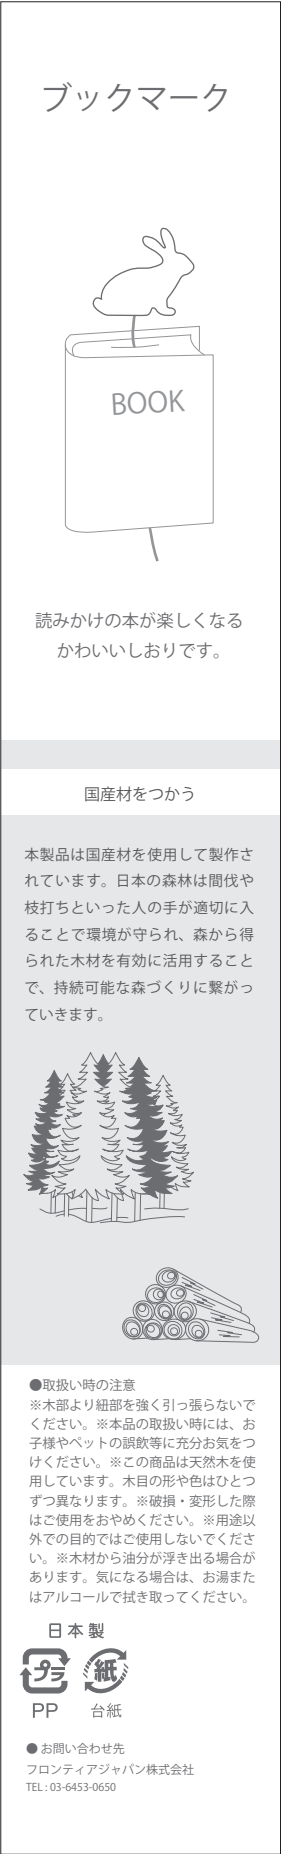 ブックマーク
BOOK
読みかけの本が楽しくなる
かわいいしおりです。
国産材をつかう
本製品は国産材を使用して製作さ
れています。日本の森林は間伐や
枝打ちといった人の手が適切に入
ることで環境が守られ、森から得
られた木材を有効に活用すること
で、持続可能な森づくりに繋がっ
ていきます。
●取扱い時の注意
※木部より紐部を強く引っ張らないで
ください。※本品の取扱い時には、お
子様やペットの誤飲等に充分お気をつ
けください。※この商品は天然木を使
用しています。木目の形や色はひとつ
ずつ異なります。※破損・変形した際
はご使用をおやめください。※用途以
外での目的ではご使用しないでくださ
い。※木材から油分が浮き出る場合が
あります。気になる場合は、お湯また
はアルコールで拭き取ってください。
日本製
プラ 紙
PP 台紙
● お問い合わせ先
フロンティアジャパン株式会社
TEL : 03-6453-0650